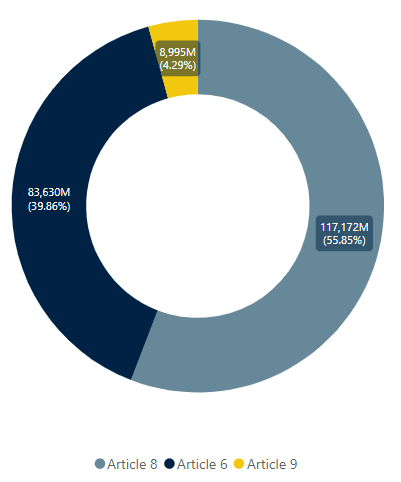 8,995M
(4.29%)
83,630M
(39.86%)
117,172M
(55.85%)
Article 8 Article 6 Article 9